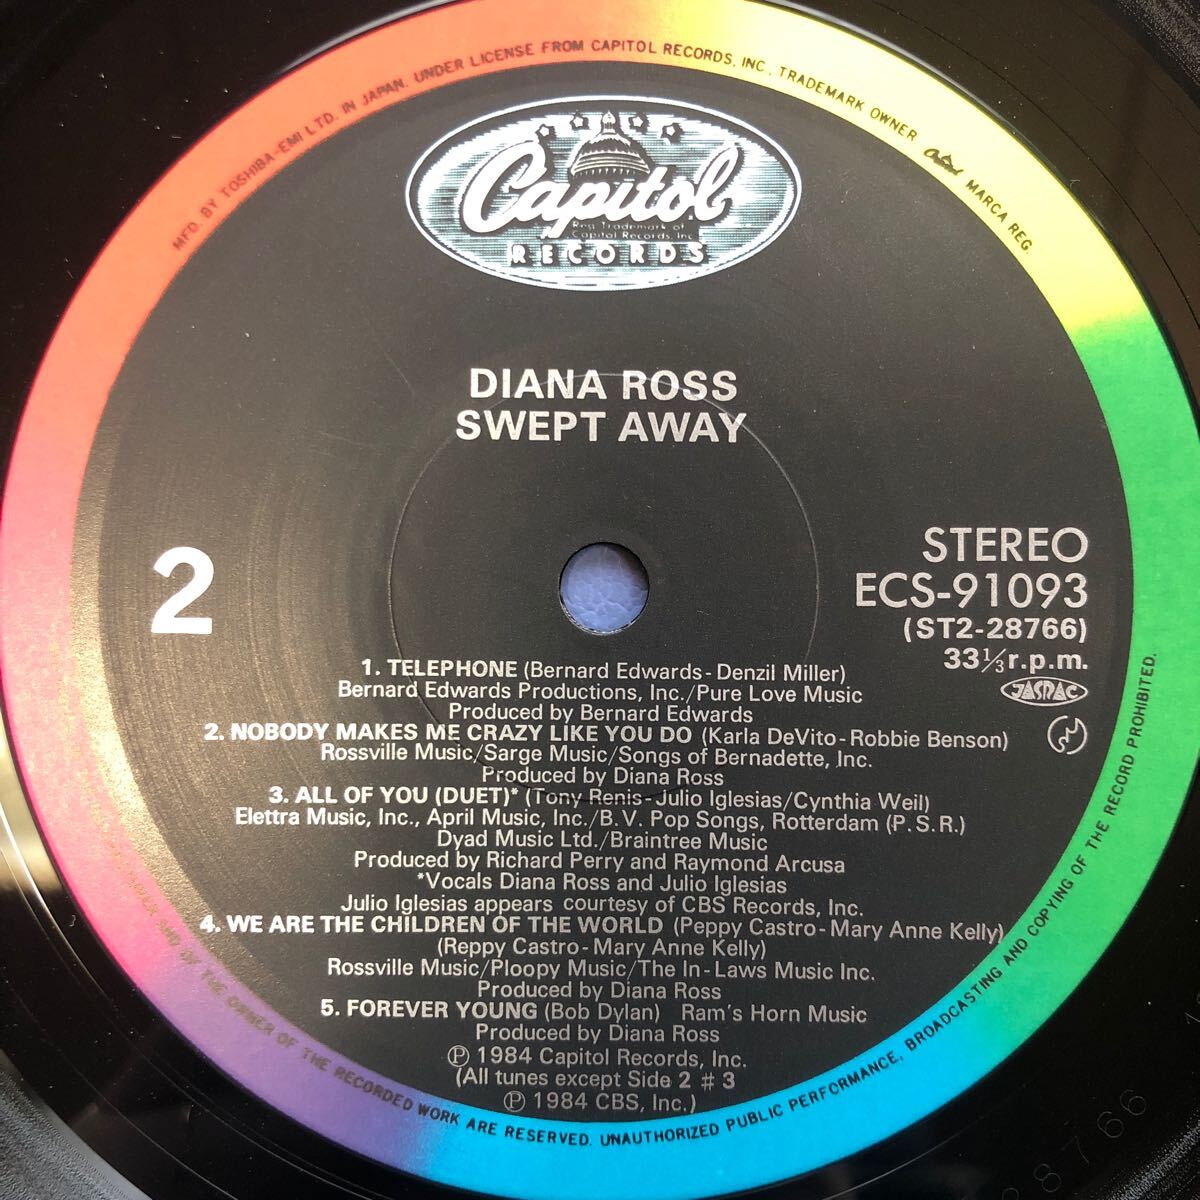 MFD. BY TOSHIBA-EMI LTD. IN JAPAN. UNDER LICENSE FROM CAPITOL RECORDS, INC., TRADEMARK OWNER Capitol MARCA REG.
Capitol
Reg. Trademark of
Capitol Records, Inc.
RECORDS
DIANA ROSS
SWEPT AWAY
2
STEREO
ECS-91093
(ST2-28766)
33⅓r.p.m.
JASRAC
1. TELEPHONE (Bernard Edwards-Denzil Miller)
Bernard Edwards Productions, Inc./Pure Love Music
Produced by Bernard Edwards
2. NOBODY MAKES ME CRAZY LIKE YOU DO (Karla DeVito-Robbie Benson)
Rossville Music/Sarge Music/Songs of Bernadette, Inc.
Produced by Diana Ross
3. ALL OF YOU (DUET)* (Tony Renis-Julio Iglesias/Cynthia Weil)
Elettra Music, Inc., April Music, Inc./B.V. Pop Songs, Rotterdam (P.S.R.)
Dyad Music Ltd./Braintree Music
Produced by Richard Perry and Raymond Arcusa
*Vocals Diana Ross and Julio Iglesias
Julio Iglesias appears courtesy of CBS Records, Inc.
4. WE ARE THE CHILDREN OF THE WORLD (Peppy Castro-Mary Anne Kelly)
(Reppy Castro-Mary Anne Kelly)
Rossville Music/Ploopy Music/The In-Laws Music Inc.
Produced by Diana Ross
5. FOREVER YOUNG (Bob Dylan) Ram's Horn Music
Produced by Diana Ross
Ⓟ 1984 Capitol Records, Inc.
(All tunes except Side 2 # 3
Ⓟ 1984 CBS, Inc.)
AND OF THE OWNER OF THE RECORDED WORK ARE RESERVED. UNAUTHORIZED PUBLIC PERFORMANCE, BROADCASTING AND COPYING OF THE RECORD PROHIBITED.
8766